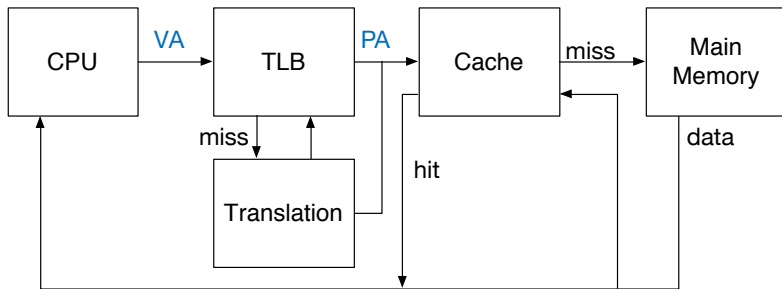 VA
PA
CPU
TLB
Cache
miss
Main
Memory
miss
data
hit
Translation